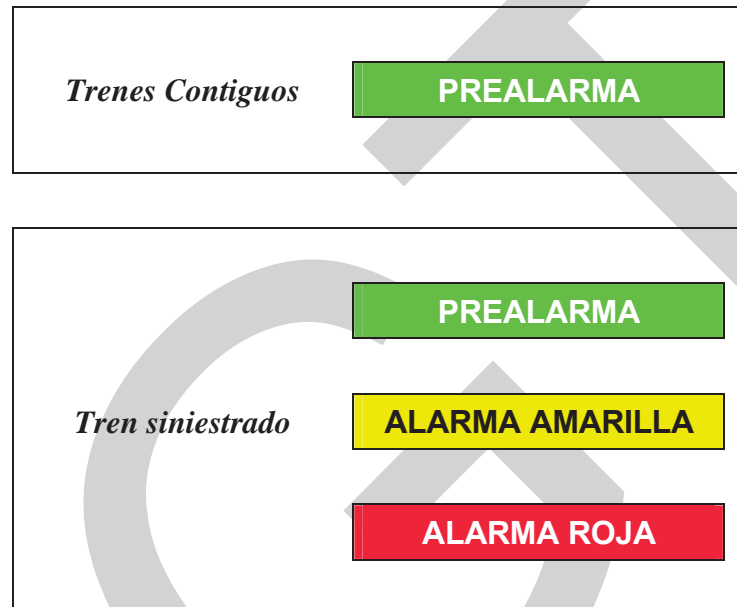 Trenes Contiguos PREALARMA
PREALARMA
Tren siniestrado ALARMA AMARILLA
ALARMA ROJA